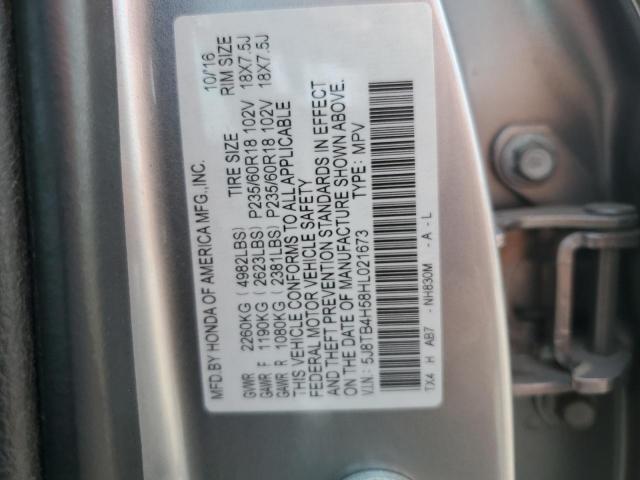 MFD.BY HONDA OF AMERICA MFG.,INC. 10/16
TIRE SIZE RIM SIZE
GVWR 2260KG ( 4982LBS)
GAWR F 1190KG ( 2623LBS) P235/60R18 102V 18X7.5J
GAWR R 1080KG ( 2381LBS) P235/60R18 102V 18X7.5J
THIS VEHICLE CONFORMS TO ALL APPLICABLE
FEDERAL MOTOR VEHICLE SAFETY
AND THEFT PREVENTION STANDARDS IN EFFECT
ON THE DATE OF MANUFACTURE SHOWN ABOVE.
V.I.N: 5J8TB4H58HL021673 TYPE: MPV
TX4 H AB7 - NH830M - A - L